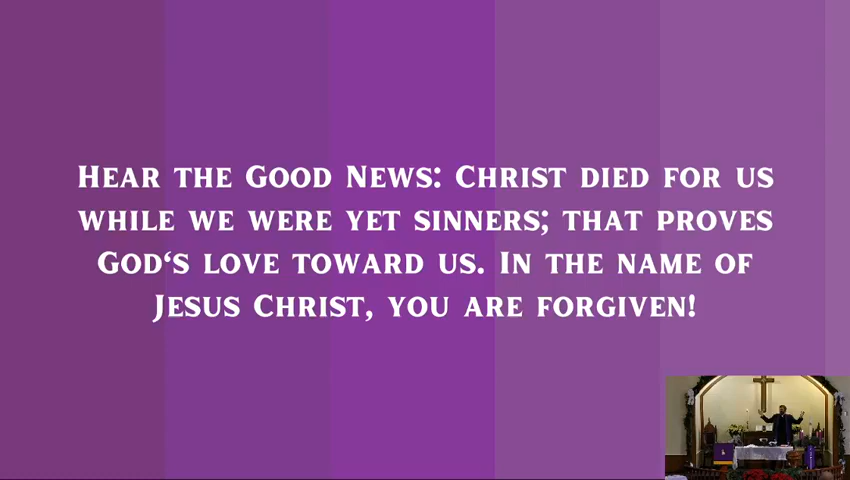 Hear the Good News: Christ died for us
while we were yet sinners; that proves
God‘s love toward us. In the name of
Jesus Christ, you are forgiven!